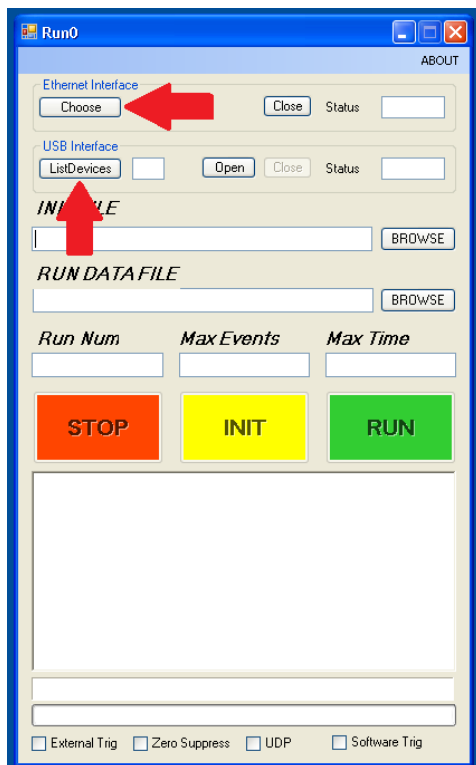 Run0
ABOUT
Ethernet Interface
Choose Close Status
USB Interface
ListDevices Open Close Status
BROWSE
RUN DATA FILE
BROWSE
Run Num Max Events Max Time
STOP INIT RUN
External Trig Zero Suppress UDP Software Trig